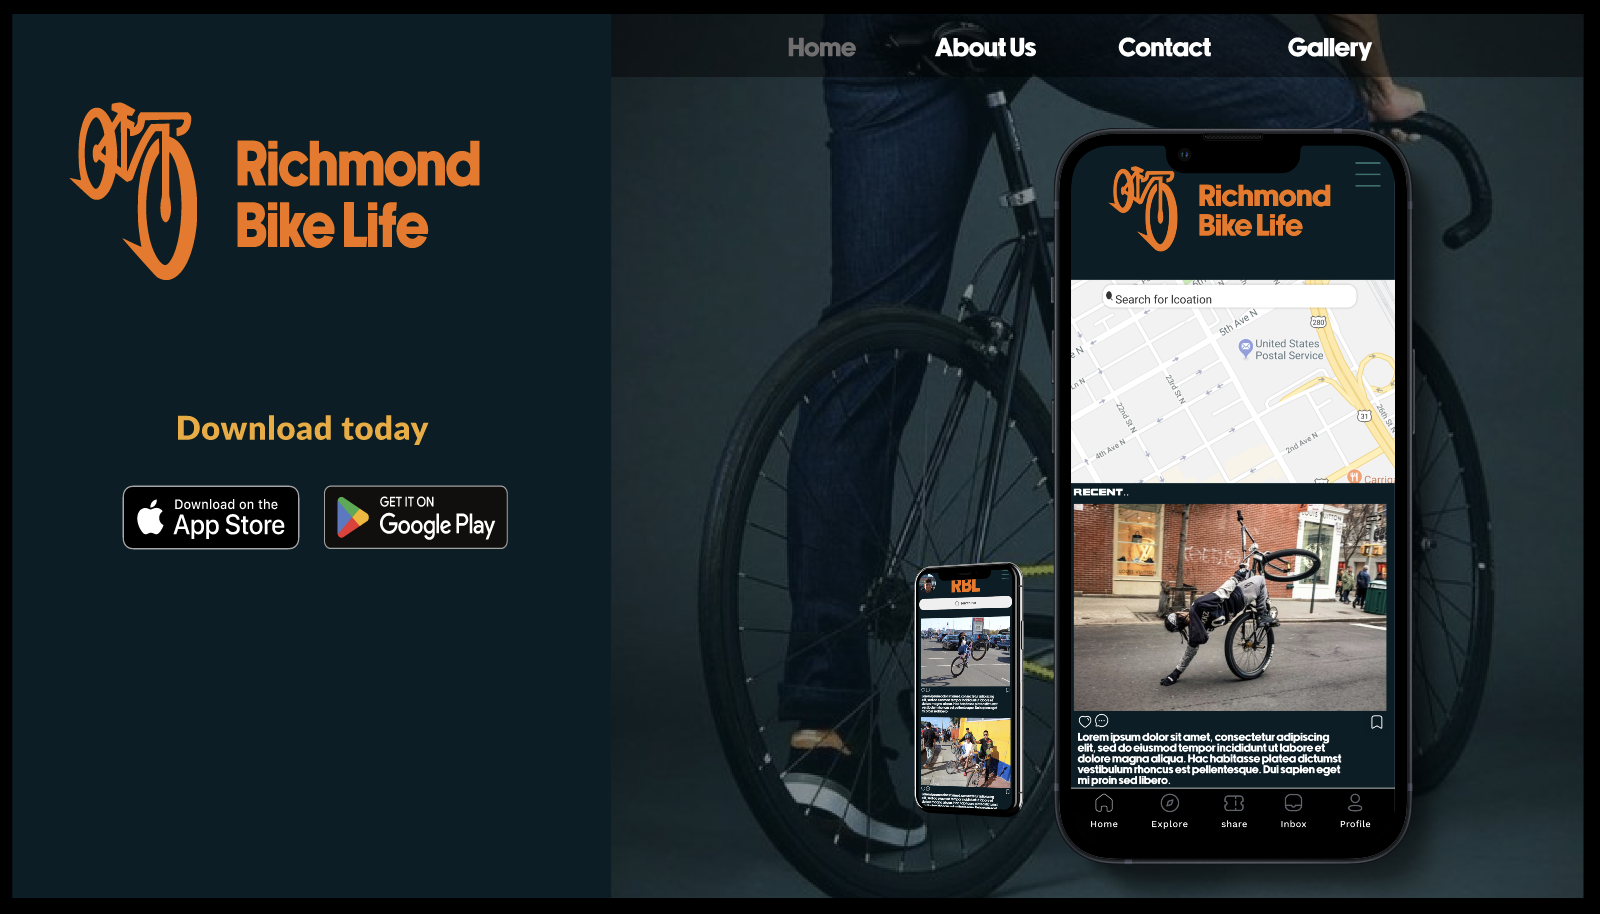 Home
About Us
Contact
Gallery
Richmond
Bike Life
Download today
Download on the
App Store
GET IT ON
Google Play
Richmond
Bike Life
Search for lcoation
5th Ave N
280
United States
Postal Service
23rd St N
22nd St N
31
26th St N
4th Ave N
2nd Ave N
Carrig
RECENT..
LOUIS VUITTON
Lorem ipsum dolor sit amet, consectetur adipiscing
elit, sed do eiusmod tempor incididunt ut labore et
dolore magna aliqua. Hac habitasse platea dictumst
vestibulum rhoncus est pellentesque. Dui sapien eget
mi proin sed libero.
Home
Explore
share
Inbox
Profile
RBL